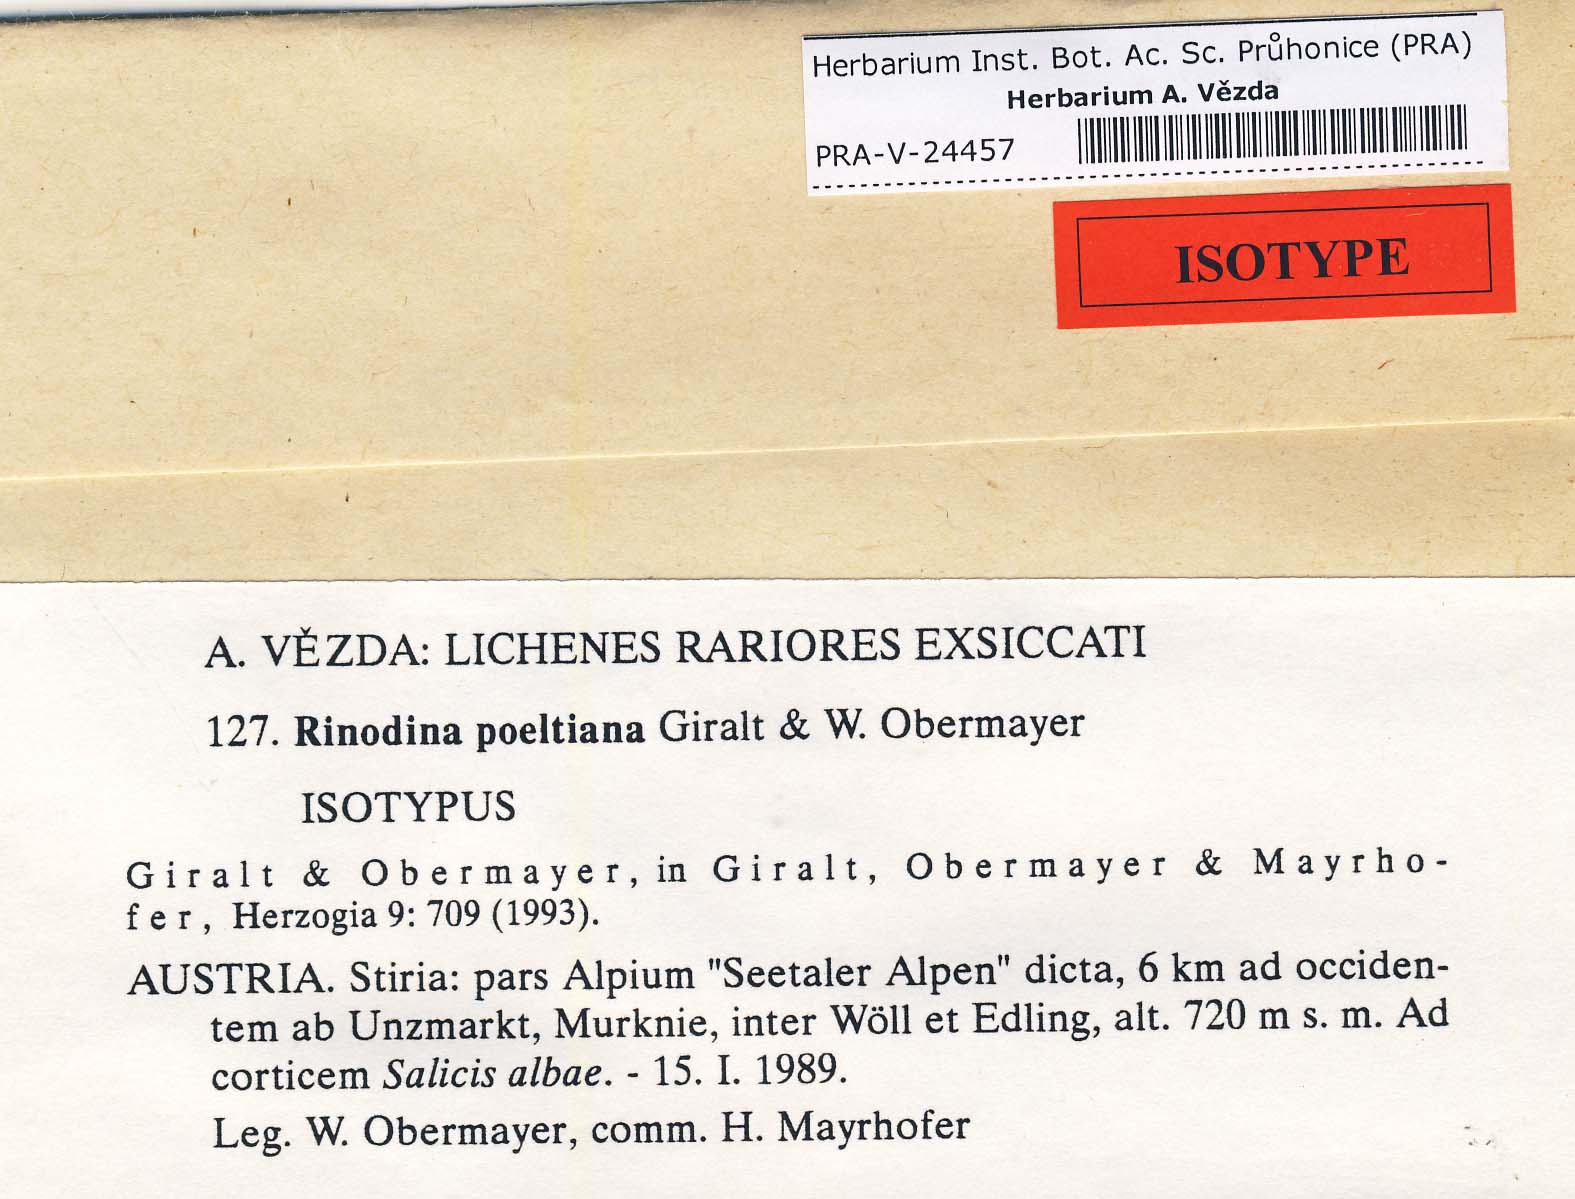 Herbarium Inst. Bot. Ac. Sc. Průhonice (PRA)
Herbarium A. Vězda
PRA-V-24457
ISOTYPE
A. VĚZDA: LICHENES RARIORES EXSICCATI
127. Rinodina poeltiana Giralt & W. Obermayer
ISOTYPUS
Giralt & Obermayer, in Giralt, Obermayer & Mayrho-
fer, Herzogia 9: 709 (1993).
AUSTRIA. Stiria: pars Alpium "Seetaler Alpen" dicta, 6 km ad occiden-
tem ab Unzmarkt, Murknie, inter Wöll et Edling, alt. 720 m s. m. Ad
corticem Salicis albae. - 15. I. 1989.
Leg. W. Obermayer, comm. H. Mayrhofer